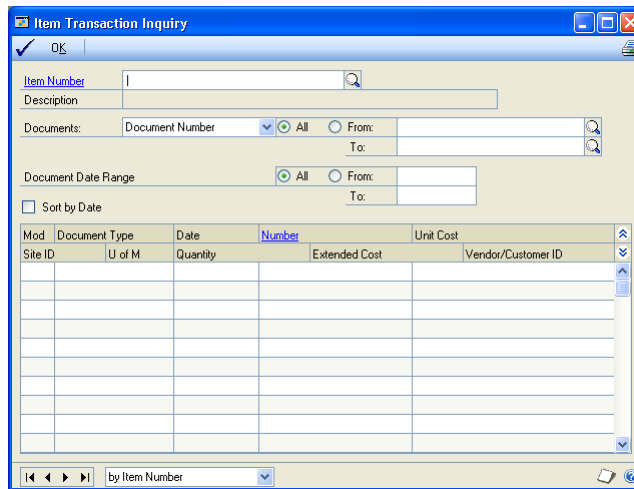 Item Transaction Inquiry
OK
Item Number
Description
Documents: Document Number All From:
To:
Document Date Range All From:
To:
Sort by Date
Mod Document Type Date Number Unit Cost
Site ID U of M Quantity Extended Cost Vendor/Customer ID
by Item Number